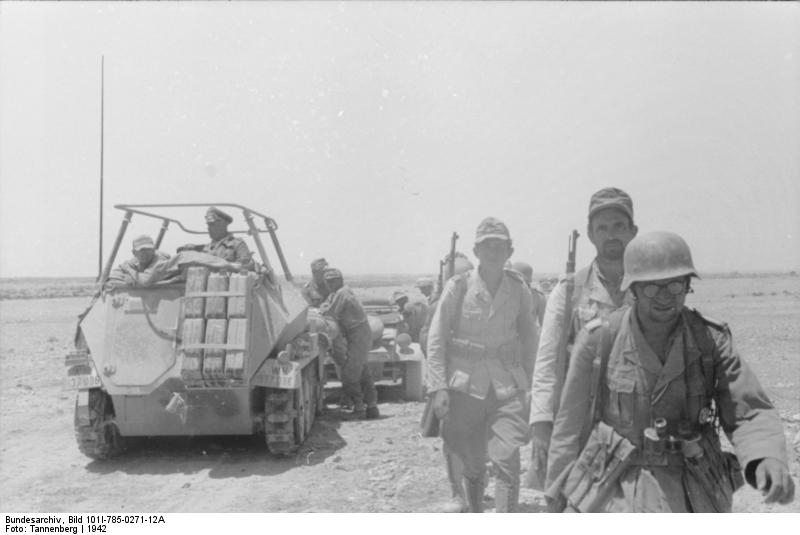 Bundesarchiv, Bild 101I-785-0271-12A
Foto: Tannenberg | 1942